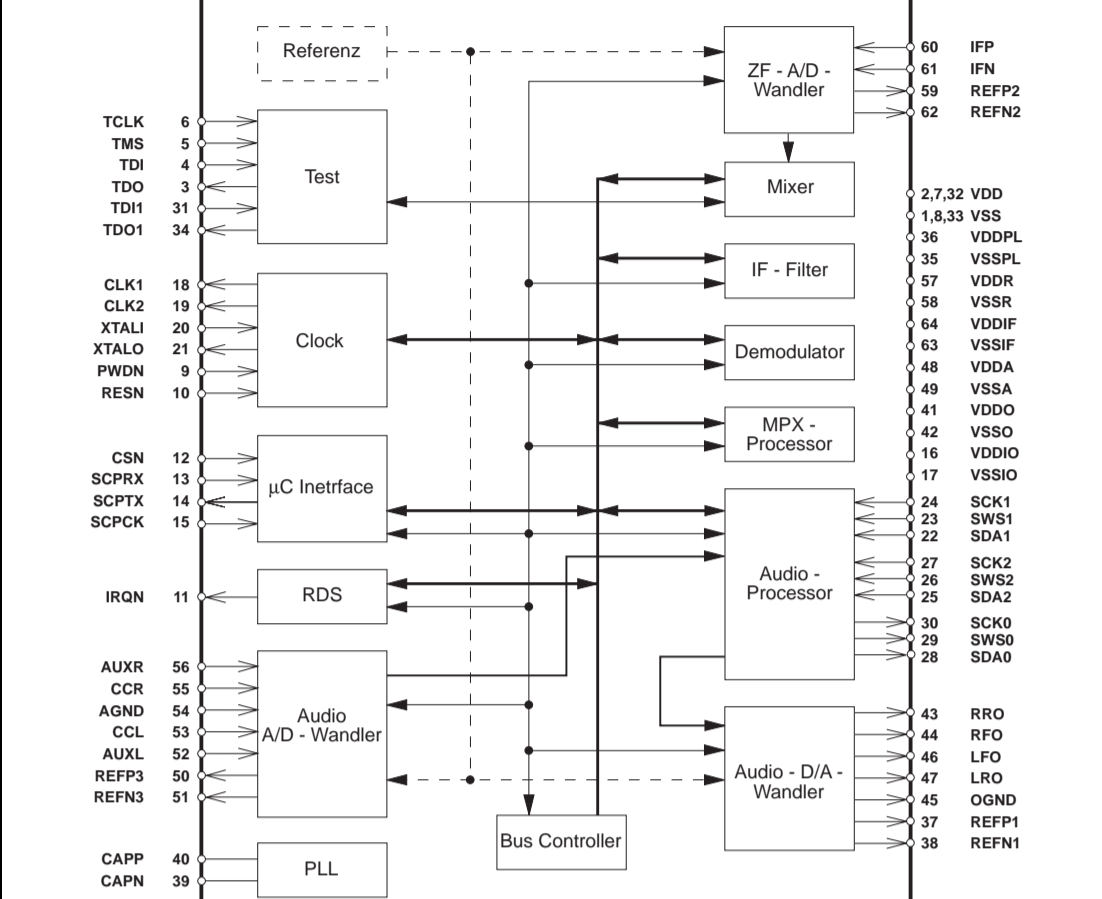 Referenz
ZF - A/D -
Wandler
60 IFP
61 IFN
59 REFP2
62 REFN2
TCLK 6
TMS 5
TDI 4
TDO 3
TDI1 31
TDO1 34
Test
Mixer
2,7,32 VDD
1,8,33 VSS
36 VDDPL
35 VSSPL
57 VDDR
58 VSSR
64 VDDIF
63 VSSIF
48 VDDA
49 VSSA
41 VDDO
42 VSSO
16 VDDIO
17 VSSIO
IF - Filter
CLK1 18
CLK2 19
XTALI 20
XTALO 21
PWDN 9
RESN 10
Clock
Demodulator
MPX -
Processor
CSN 12
SCPRX 13
SCPTX 14
SCPCK 15
µC Inetrface
24 SCK1
23 SWS1
22 SDA1
27 SCK2
26 SWS2
25 SDA2
30 SCK0
29 SWS0
28 SDA0
Audio -
Processor
IRQN 11
RDS
AUXR 56
CCR 55
AGND 54
CCL 53
AUXL 52
REFP3 50
REFN3 51
Audio
A/D - Wandler
Audio - D/A -
Wandler
43 RRO
44 RFO
46 LFO
47 LRO
45 OGND
37 REFP1
38 REFN1
Bus Controller
CAPP 40
CAPN 39
PLL